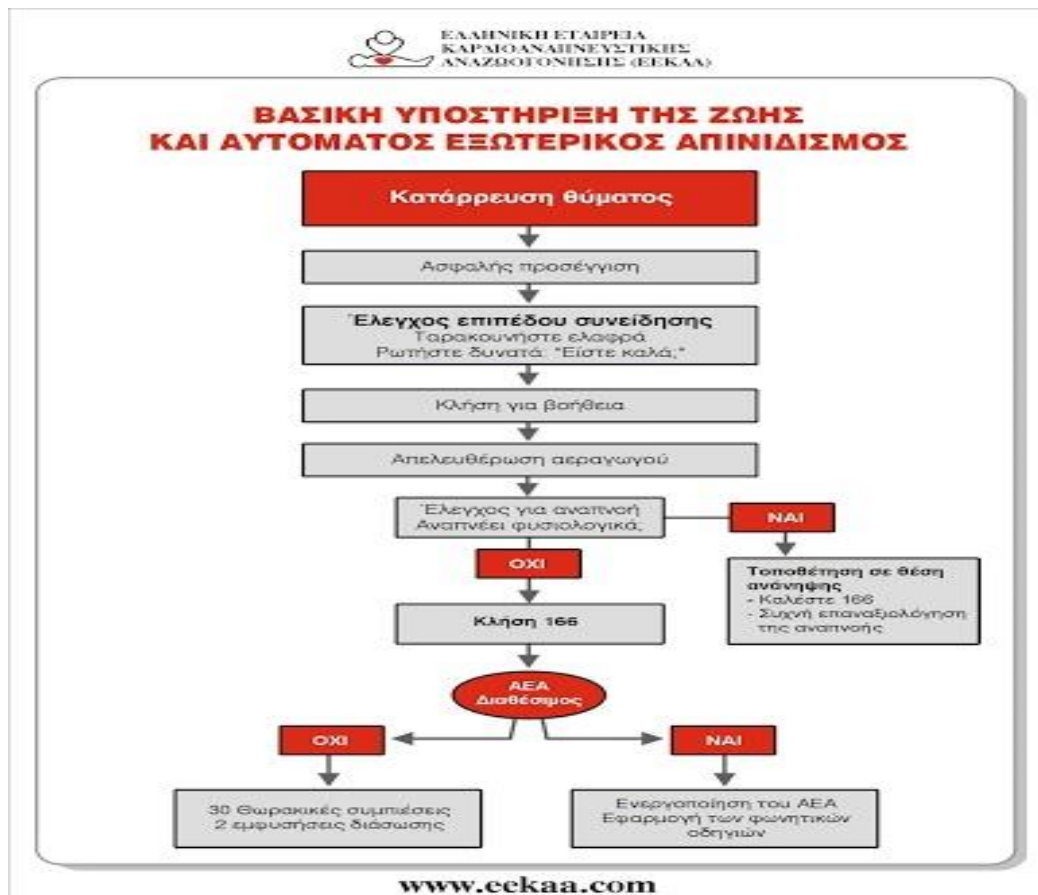 ΕΛΛΗΝΙΚΗ ΕΤΑΙΡΕΙΑ
ΚΑΡΔΙΟΑΝΑΠΝΕΥΣΤΙΚΗΣ
ΑΝΑΖΩΟΓΟΝΗΣΗΣ (ΕΕΚΑΑ)
ΒΑΣΙΚΗ ΥΠΟΣΤΗΡΙΞΗ ΤΗΣ ΖΩΗΣ
ΚΑΙ ΑΥΤΟΜΑΤΟΣ ΕΞΩΤΕΡΙΚΟΣ ΑΠΙΝΙΔΙΣΜΟΣ
Κατάρρευση θύματος
Ασφαλής προσέγγιση
Έλεγχος επιπέδου συνείδησης
Ταρακουνήστε ελαφρά
Ρωτήστε δυνατά: "Είστε καλά;"
Κλήση για βοήθεια
Απελευθέρωση αεραγωγού
Έλεγχος για αναπνοή
Αναπνέει φυσιολογικά;
ΝΑΙ
ΟΧΙ
Τοποθέτηση σε θέση
ανάνηψης
- Καλέστε 166
- Συχνή επαναξιολόγηση
της αναπνοής
Κλήση 166
ΑΕΑ
Διαθέσιμος
ΟΧΙ
ΝΑΙ
30 Θωρακικές συμπιέσεις
2 εμφυσήσεις διάσωσης
Ενεργοποίηση του ΑΕΑ
Εφαρμογή των φωνητικών
οδηγιών
www.eekaa.com